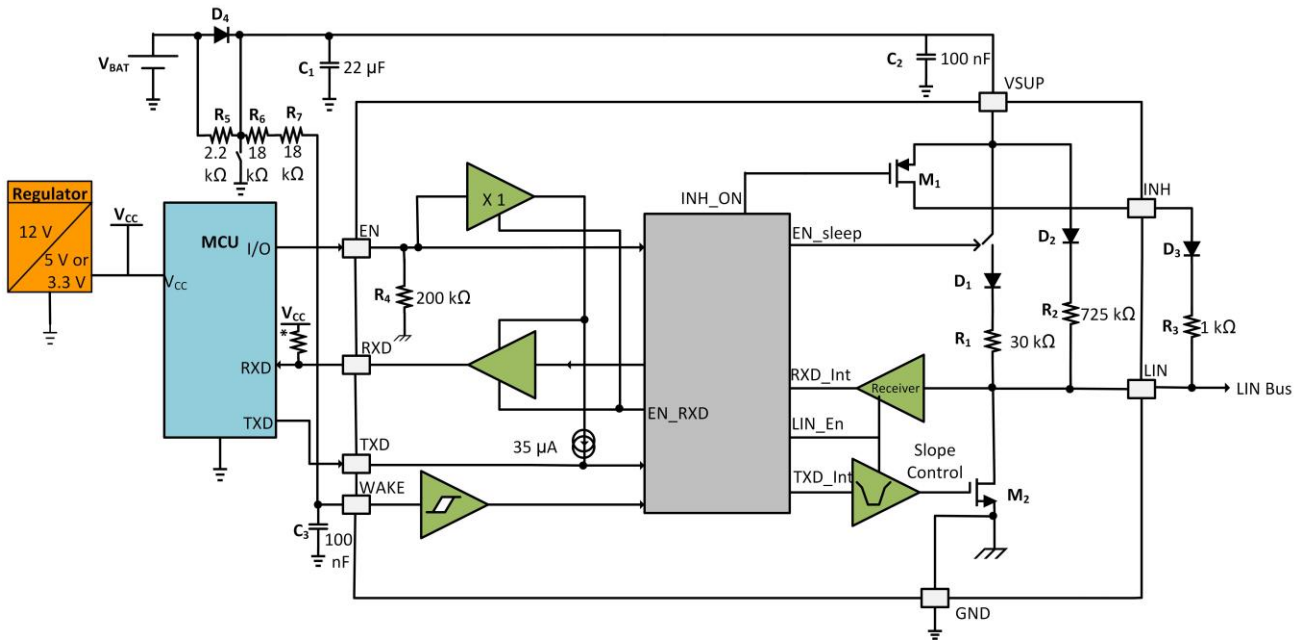 D4
VBAT
C1
22 µF
C2
100 nF
VSUP
R5
R6
R7
2.2
kΩ
18
kΩ
18
kΩ
Regulator
12 V
5 V or
3.3 V
VCC
MCU
I/O
VCC
VCC
*
RXD
TXD
EN
R4
200 kΩ
X 1
RXD
TXD
35 µA
WAKE
C3
100
nF
INH_ON
EN_sleep
EN_RXD
RXD_Int
LIN_En
TXD_Int
Receiver
Slope
Control
M1
INH
D1
D2
D3
R1
30 kΩ
R2
725 kΩ
R3
1 kΩ
LIN
LIN Bus
M2
GND